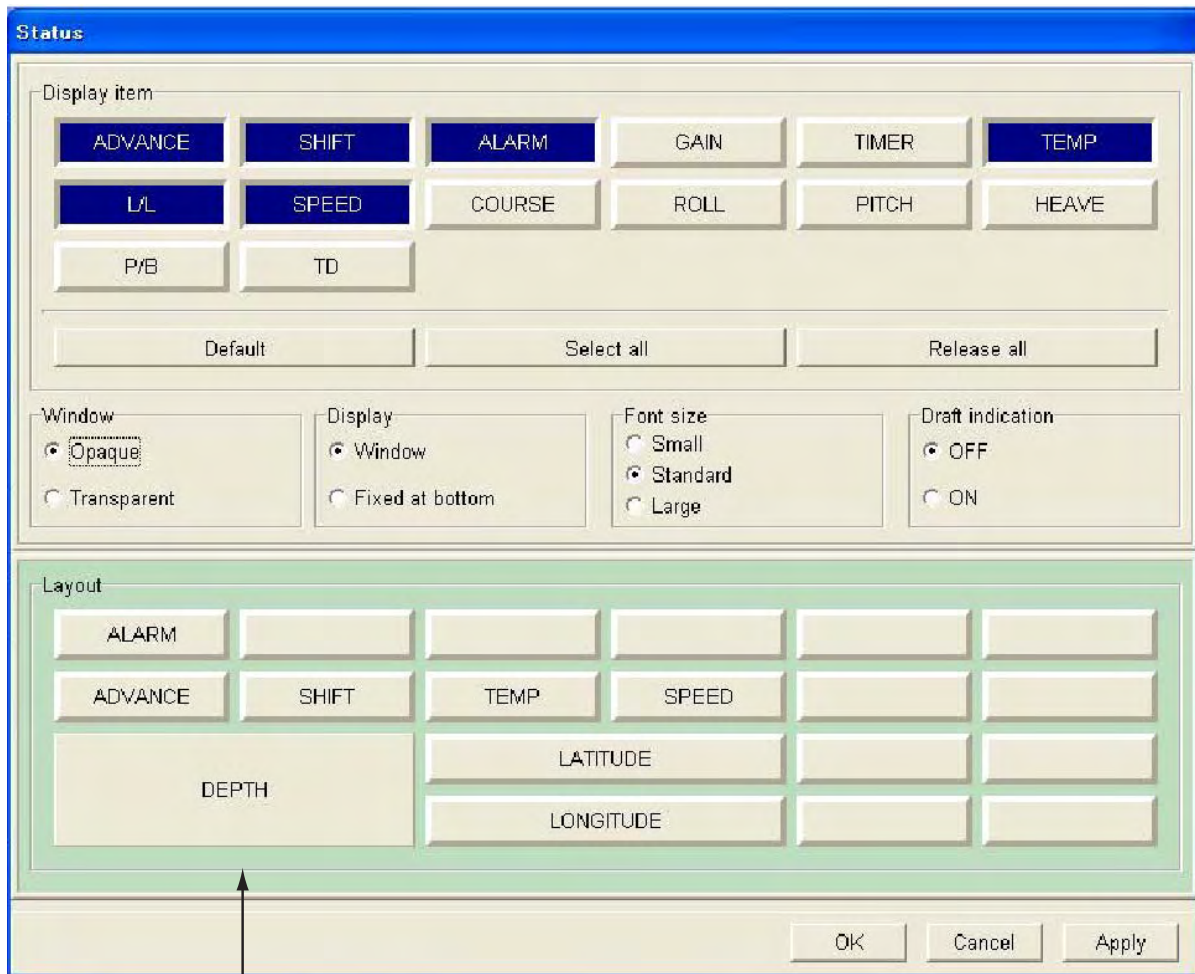 Status
Display item
ADVANCE SHIFT ALARM GAIN TIMER TEMP
L/L SPEED COURSE ROLL PITCH HEAVE
P/B TD
Default Select all Release all
Window Display Font size Draft indication
Opaque Window Small OFF
Standard
Transparent Fixed at bottom Large ON
Layout
ALARM
ADVANCE SHIFT TEMP SPEED
DEPTH LATITUDE
LONGITUDE
OK Cancel Apply